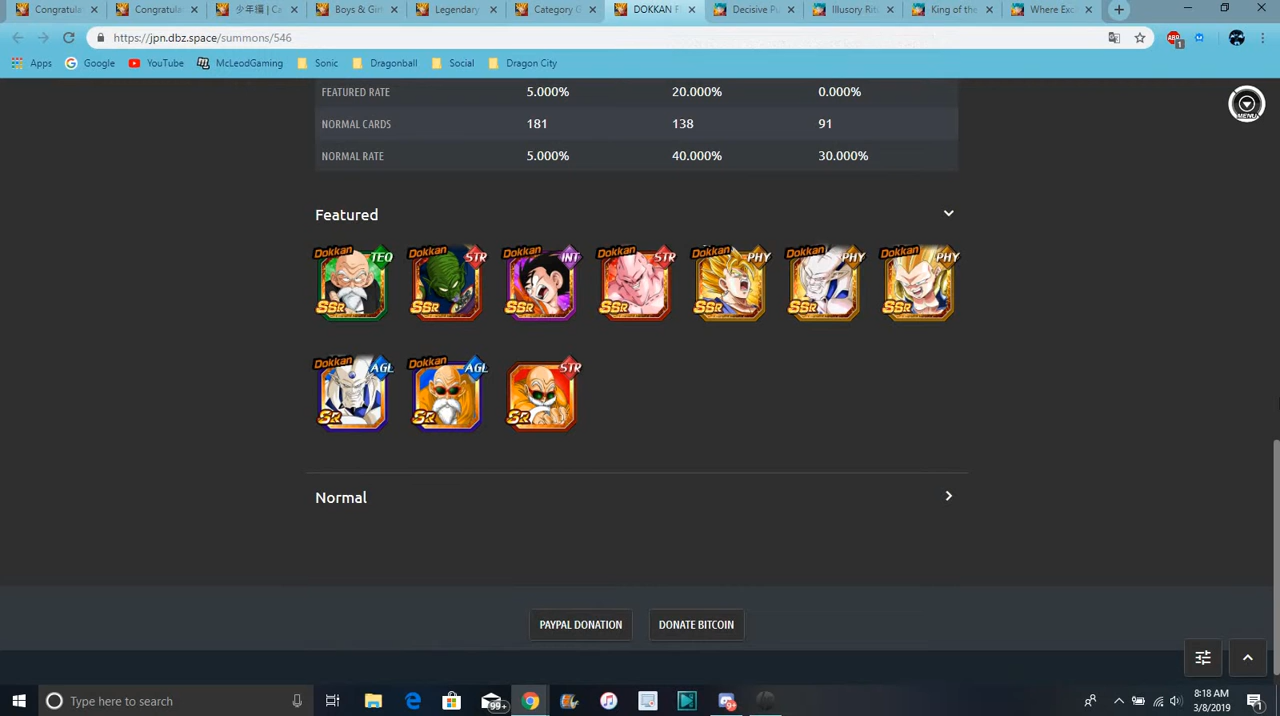 Congratula × Congratula × 少年編 | Ca × Boys & Gir × Legendary × Category G × DOKKAN F × Decisive Pu × Illusory Ritu × King of the × Where Exc ×
https://jpn.dbz.space/summons/546
Apps Google YouTube McLeodGaming Sonic Dragonball Social Dragon City
FEATURED RATE 5.000% 20.000% 0.000%
MENU
NORMAL CARDS 181 138 91
NORMAL RATE 5.000% 40.000% 30.000%
Featured
Dokkan TEQ Dokkan STR Dokkan INT Dokkan STR Dokkan PHY Dokkan PHY Dokkan PHY
SSR SSR SSR SSR SSR SSR SSR
Dokkan AGL Dokkan AGL STR
SR SR SSR
Normal
PAYPAL DONATION DONATE BITCOIN
Type here to search 99+ 8:18 AM
3/8/2019